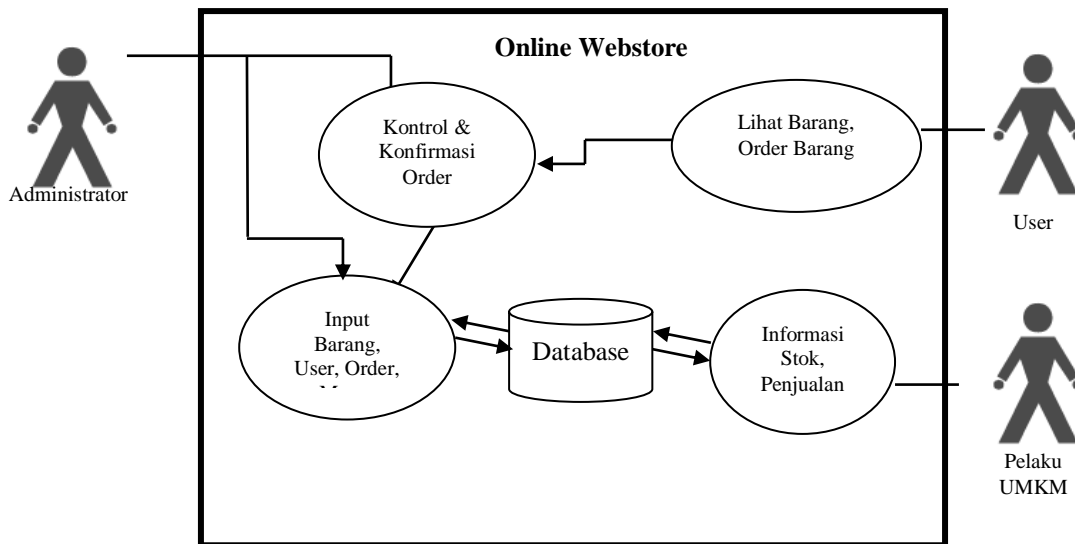 Online Webstore
Administrator
Kontrol &
Konfirmasi
Order
Lihat Barang,
Order Barang
User
Input
Barang,
User, Order,
Database
Informasi
Stok,
Penjualan
Pelaku
UMKM